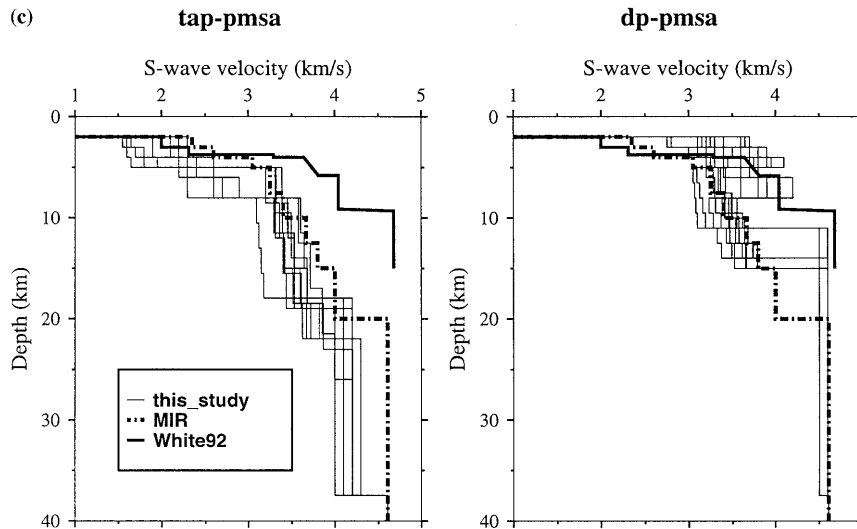 (c)
tap-pmsa
S-wave velocity (km/s)
1 2 3 4 5
0
10
20
30
40
Depth (km)
this_study
MIR
White92
dp-pmsa
S-wave velocity (km/s)
1 2 3 4
0
10
20
30
40
Depth (km)